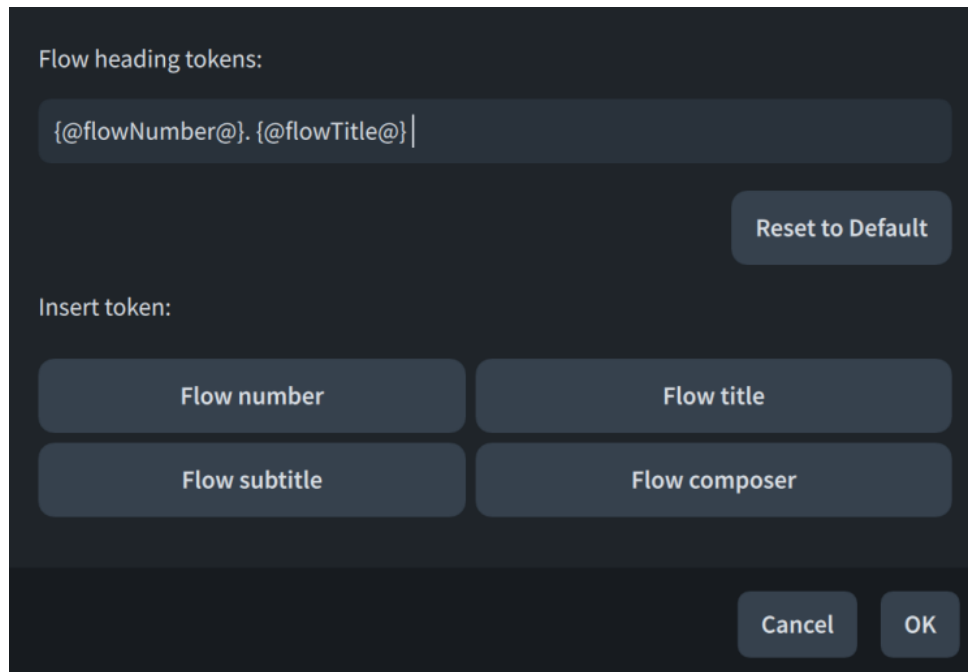 Flow heading tokens:
{@flowNumber@}. {@flowTitle@}
Reset to Default
Insert token:
Flow number
Flow title
Flow subtitle
Flow composer
Cancel
OK